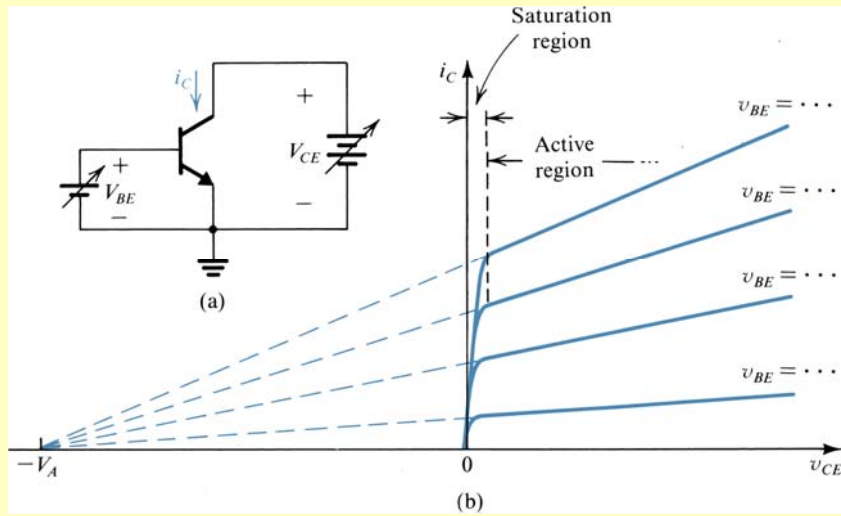 Saturation
region
i_C
i_C
+
+
V_CE
−
V_BE
−
(a)
Active
region
...
v_BE = · · ·
v_BE = · · ·
v_BE = · · ·
v_BE = · · ·
+
−V_A
0
v_CE
(b)